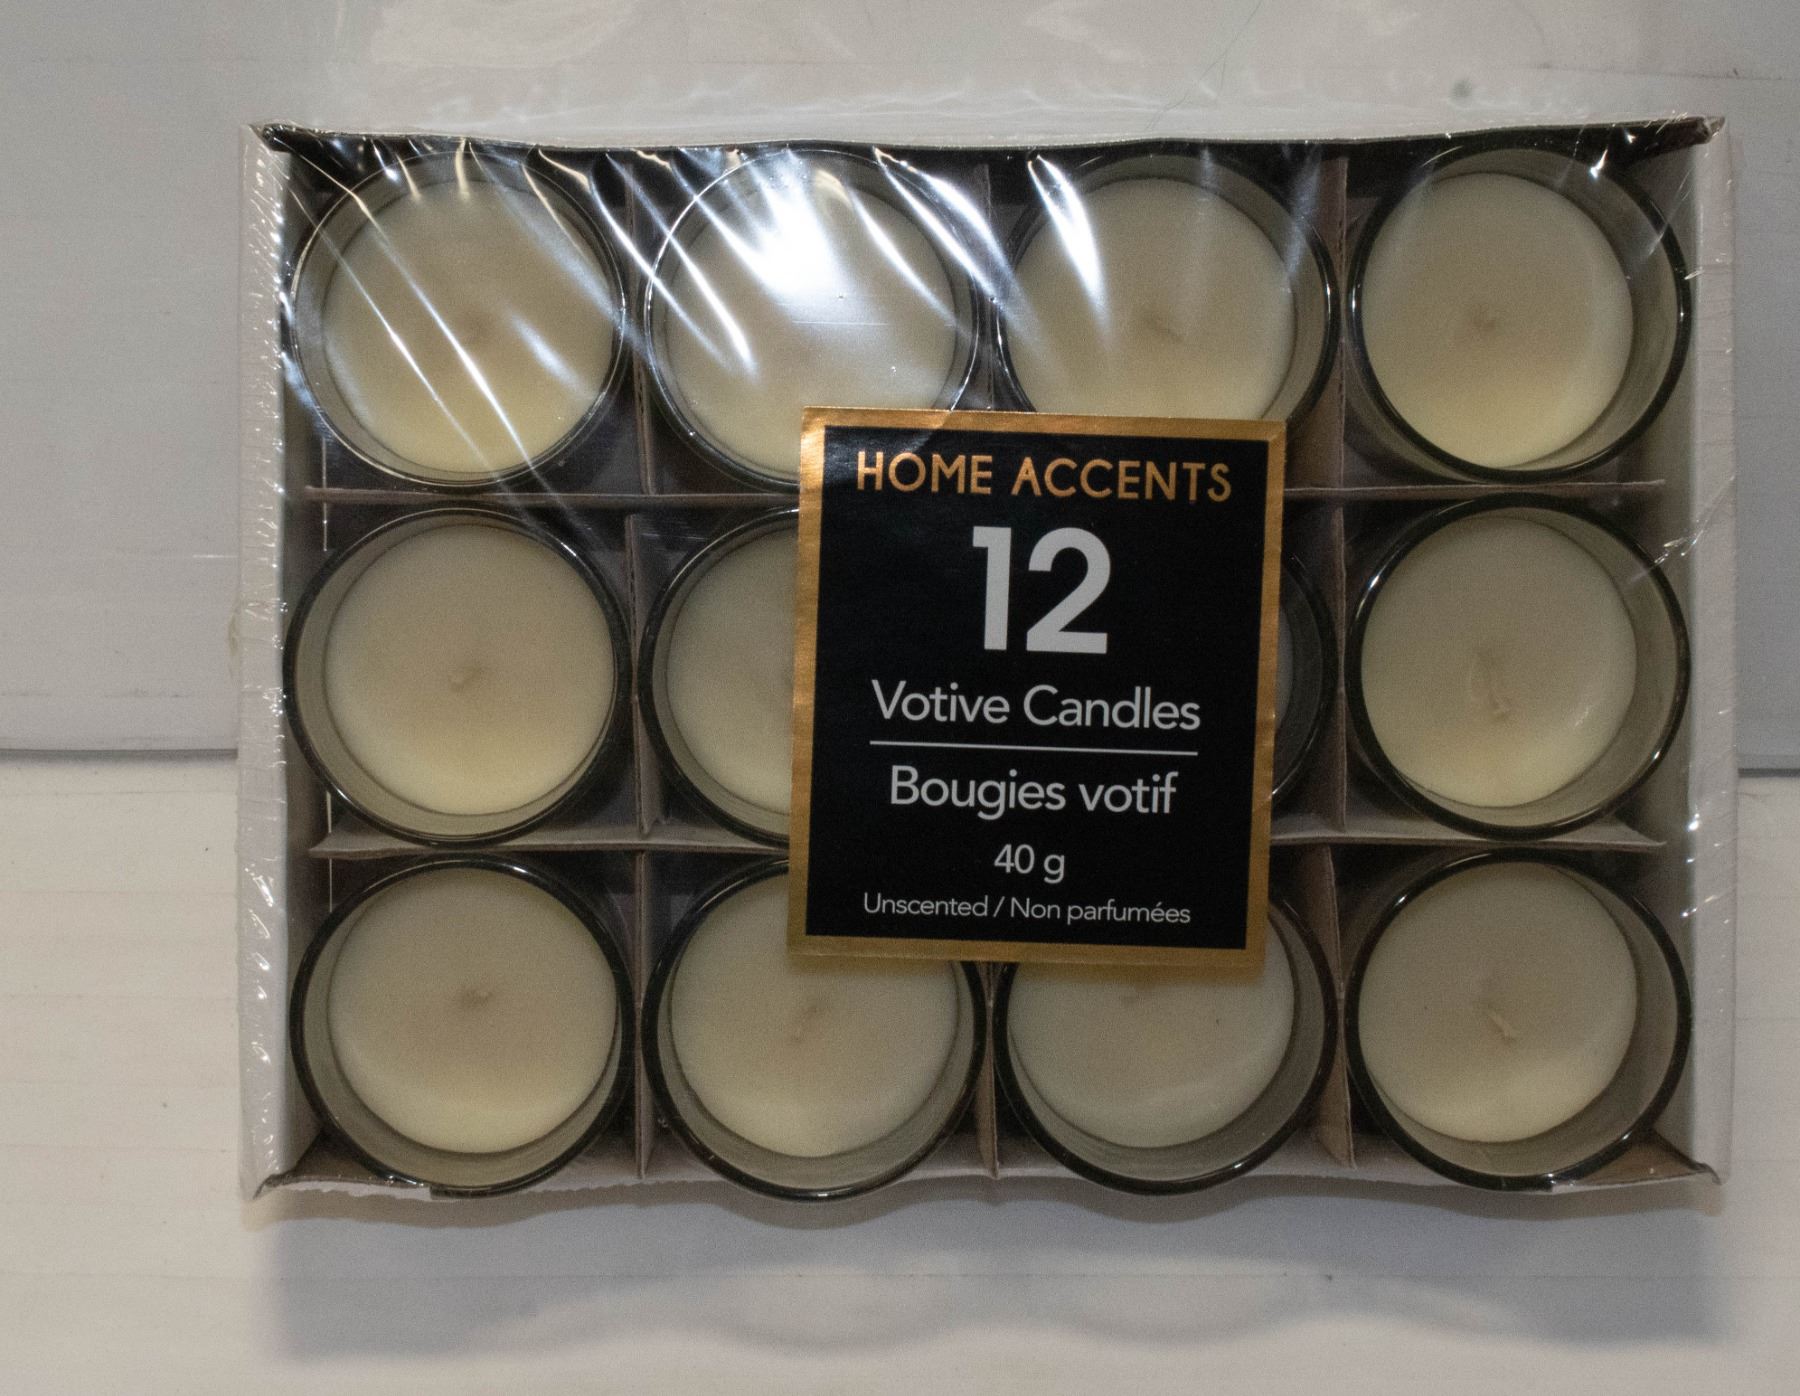 HOME ACCENTS
12
Votive Candles
Bougies votif
40 g
Unscented / Non parfumées